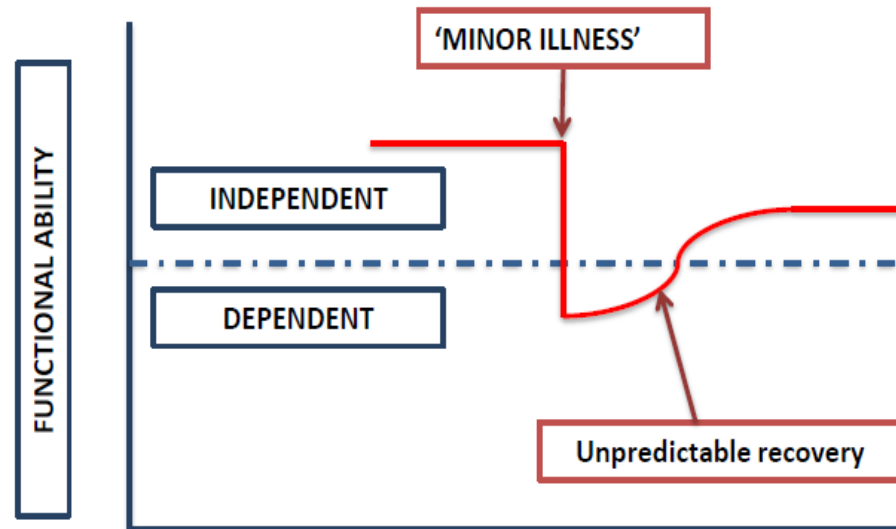 ‘MINOR ILLNESS’
FUNCTIONAL ABILITY
INDEPENDENT
DEPENDENT
Unpredictable recovery